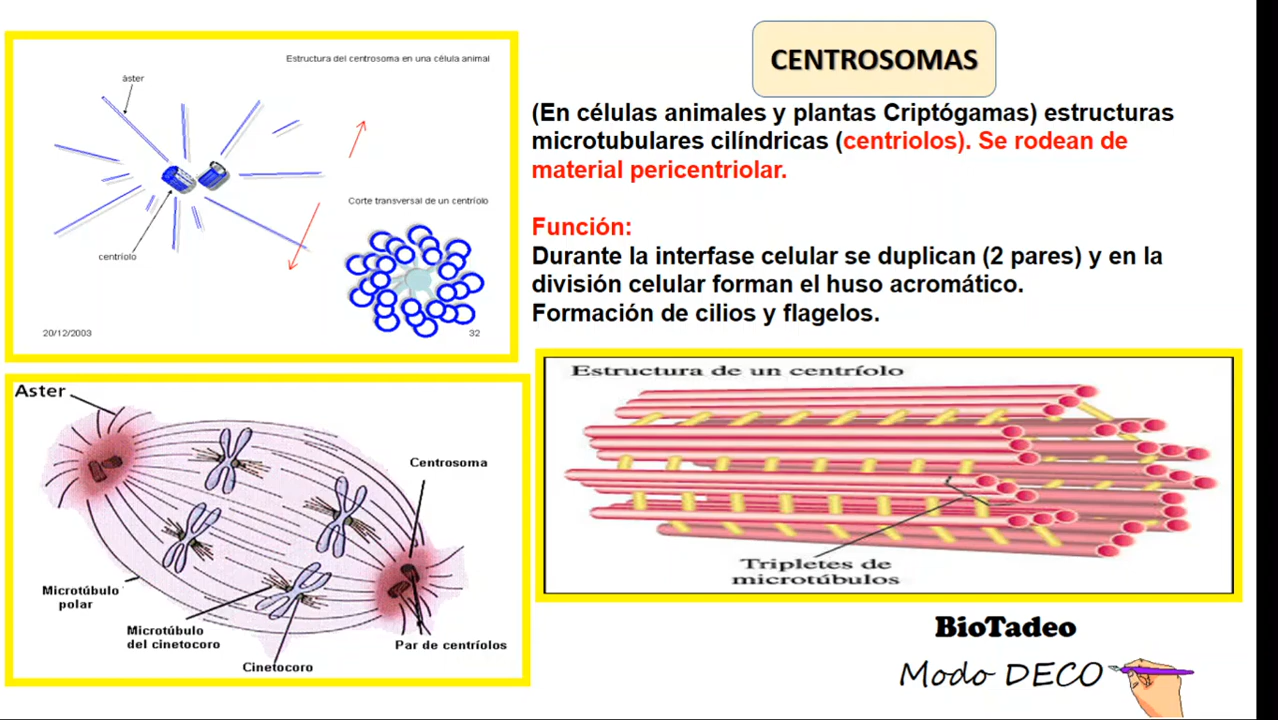 CENTROSOMAS
(En células animales y plantas Criptógamas) estructuras
microtubulares cilíndricas (centriolos). Se rodean de
material pericentriolar.
Función:
Durante la interfase celular se duplican (2 pares) y en la
división celular forman el huso acromático.
Formación de cilios y flagelos.
Estructura del centrosoma en una célula animal
áster
Corte transversal de un centríolo
centríolo
20/12/2003
32
Aster
Centrosoma
Microtúbulo
polar
Microtúbulo
del cinetocoro
Par de centríolos
Cinetocoro
Estructura de un centríolo
Tripletes de
microtúbulos
BioTadeo
Modo DECO